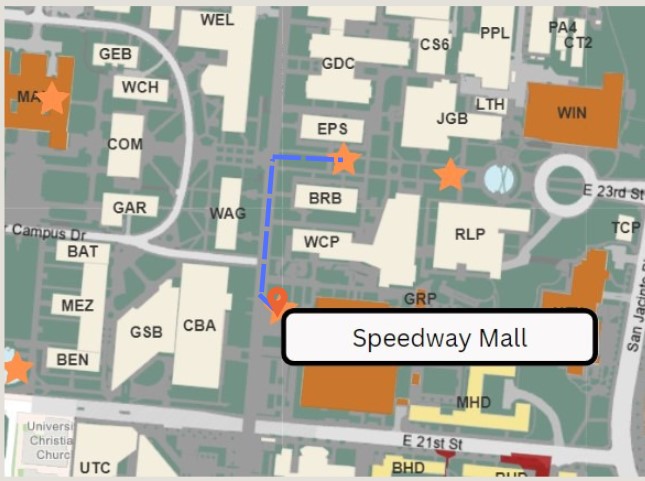 WEL
PA4
CT2
PPL
CS6
GEB
GDC
WCH
MA
LTH
WIN
JGB
EPS
COM
E 23rd St
BRB
GAR
WAG
TCP
Campus Dr
WCP
RLP
BAT
GRP
MEZ
San Jacinto
CBA
GSB
Speedway Mall
BEN
MHD
Universi
Christia
Churc
E 21st St
UTC
BHD